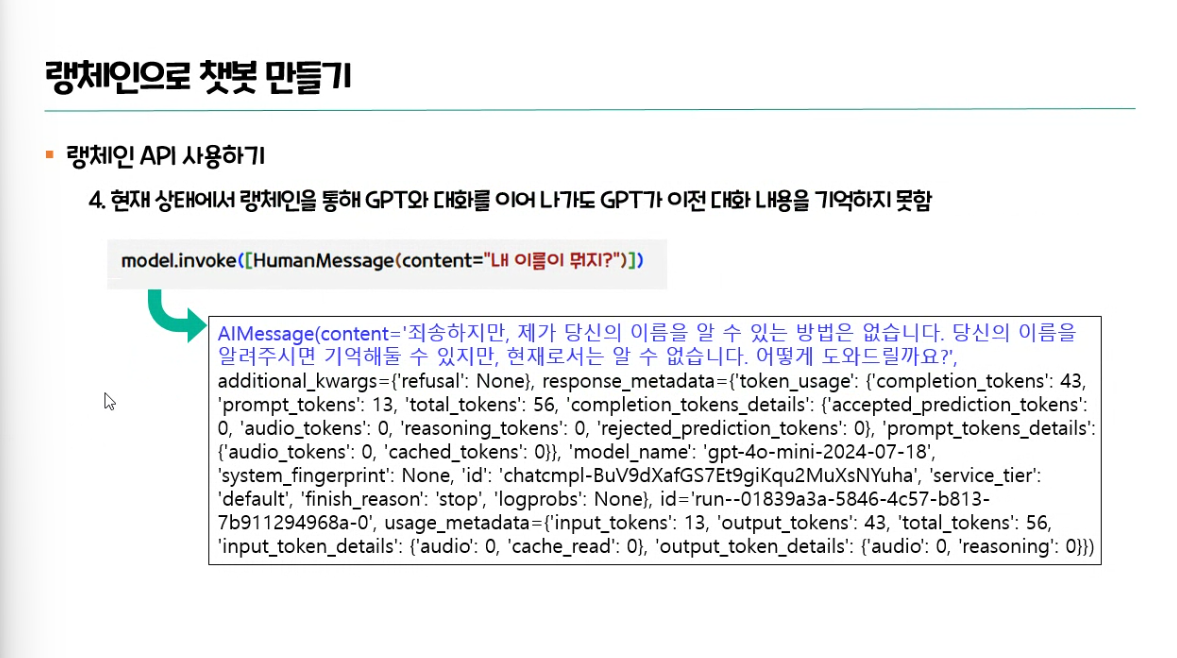 랭체인으로 챗봇 만들기
랭체인 API 사용하기
4. 현재 상태에서 랭체인을 통해 GPT와 대화를 이어 나가도 GPT가 이전 대화 내용을 기억하지 못함
model.invoke([HumanMessage(content="내 이름이 뭐지?")])
AIMessage(content='죄송하지만, 제가 당신의 이름을 알 수 있는 방법은 없습니다. 당신의 이름을
알려주시면 기억해둘 수 있지만, 현재로서는 알 수 없습니다. 어떻게 도와드릴까요?',
additional_kwargs={'refusal': None}, response_metadata={'token_usage': {'completion_tokens': 43,
'prompt_tokens': 13, 'total_tokens': 56, 'completion_tokens_details': {'accepted_prediction_tokens':
0, 'audio_tokens': 0, 'reasoning_tokens': 0, 'rejected_prediction_tokens': 0}, 'prompt_tokens_details':
{'audio_tokens': 0, 'cached_tokens': 0}}, 'model_name': 'gpt-4o-mini-2024-07-18',
'system_fingerprint': None, 'id': 'chatcmpl-BuV9dXafGS7Et9giKqu2MuXsNYuha', 'service_tier':
'default', 'finish_reason': 'stop', 'logprobs': None}, id='run--01839a3a-5846-4c57-b813-
7b911294968a-0', usage_metadata={'input_tokens': 13, 'output_tokens': 43, 'total_tokens': 56,
'input_token_details': {'audio': 0, 'cache_read': 0}, 'output_token_details': {'audio': 0, 'reasoning': 0}})